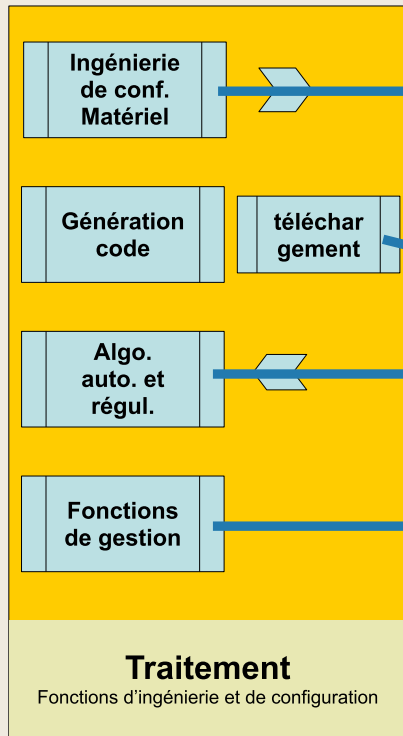 Ingénierie
de conf.
Matériel
Génération
code
téléchar
gement
Algo.
auto. et
régul.
Fonctions
de gestion
Traitement
Fonctions d’ingénierie et de configuration